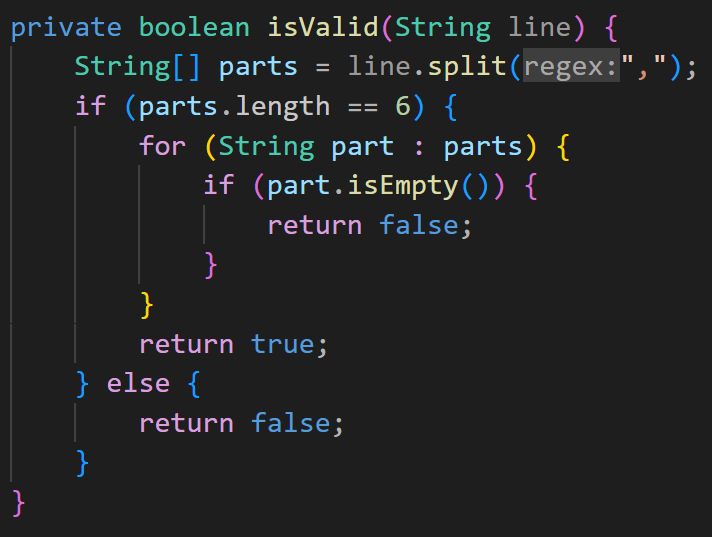 private boolean isValid(String line) {
    String[] parts = line.split(regex:",");
    if (parts.length == 6) {
        for (String part : parts) {
            if (part.isEmpty()) {
                return false;
            }
        }
        return true;
    } else {
        return false;
    }
}